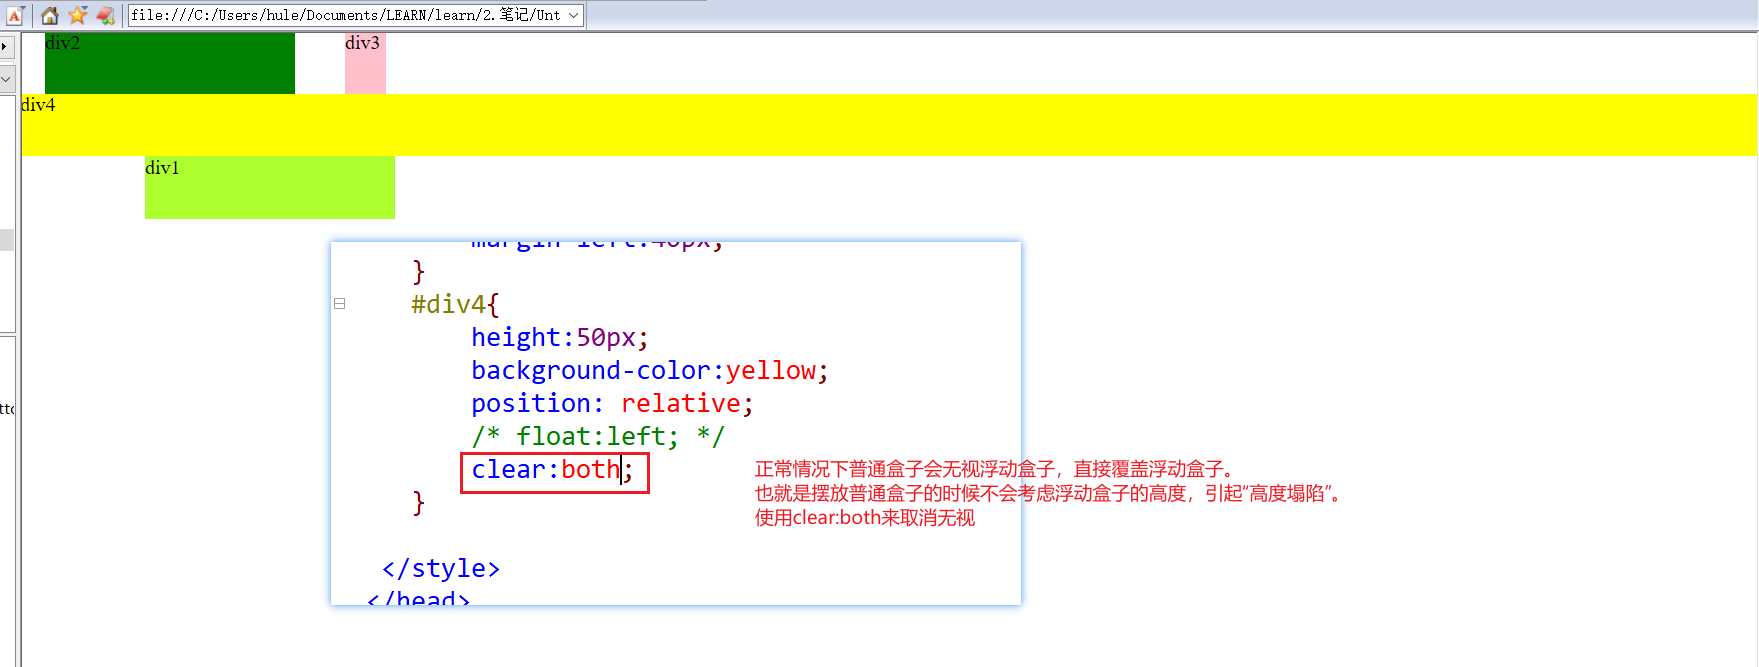 file:///C:/Users/hule/Documents/LEARN/learn/2.笔记/Unt
div2
div3
div4
div1
margin-left:40px;
}
#div4{
height:50px;
background-color:yellow;
position: relative;
/* float:left; */
clear:both;
}
正常情况下普通盒子会无视浮动盒子，直接覆盖浮动盒子。
也就是摆放普通盒子的时候不会考虑浮动盒子的高度，引起“高度塌陷”。
使用clear:both来取消无视
</style>
</head>